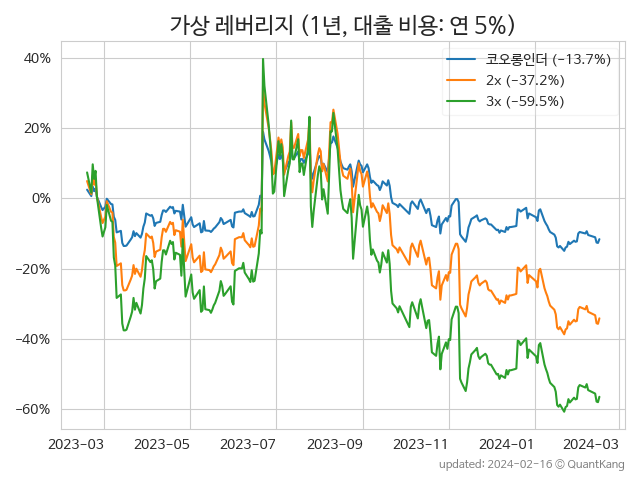 가상 레버리지 (1년, 대출 비용: 연 5%)
코오롱인더 (−13.7%)
2x (−37.2%)
3x (−59.5%)
40%
20%
0%
−20%
−40%
−60%
2023−03 2023−05 2023−07 2023−09 2023−11 2024−01 2024−03
updated: 2024-02-16 © QuantKang